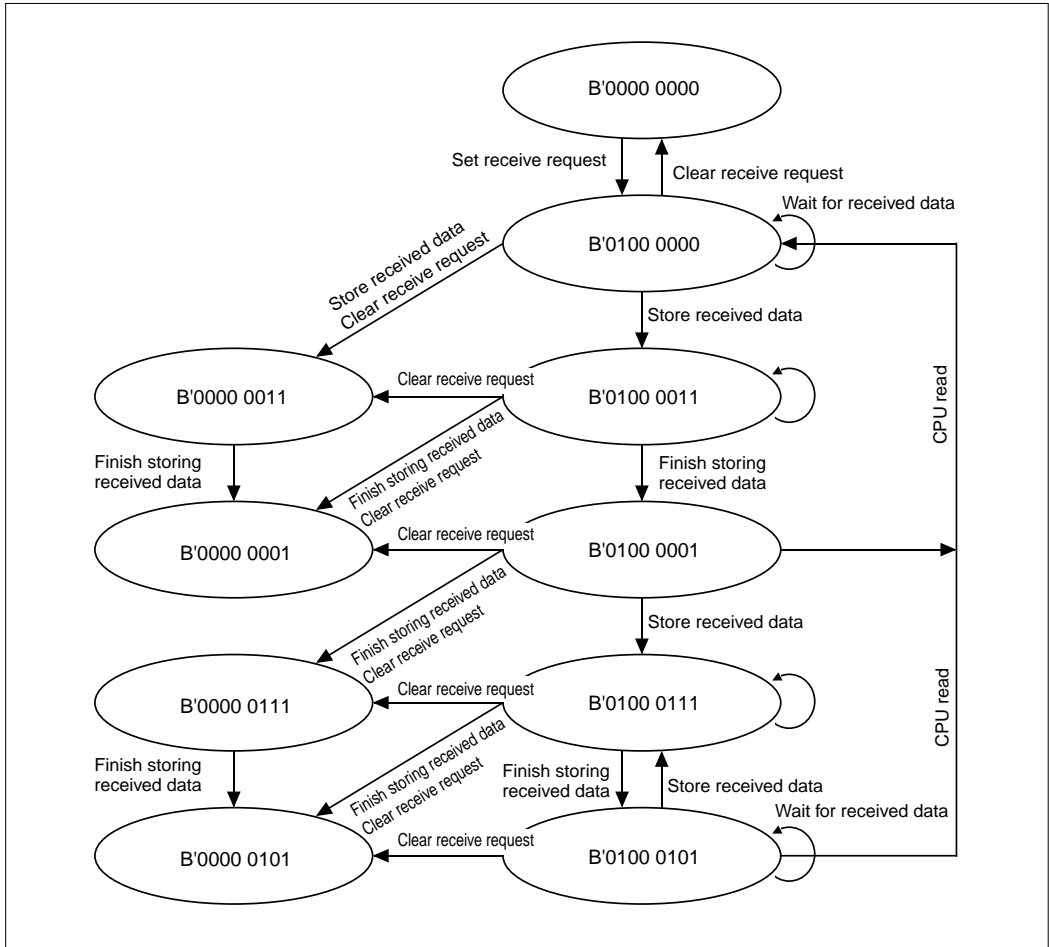 B'0000 0000
Set receive request
Clear receive request
Wait for received data
B'0100 0000
Store received data
Clear receive request
Store received data
B'0000 0011
Clear receive request
B'0100 0011
CPU read
Finish storing
received data
Finish storing received data
Clear receive request
Finish storing
received data
B'0000 0001
Clear receive request
B'0100 0001
Finish storing received data
Clear receive request
Store received data
B'0000 0111
Clear receive request
B'0100 0111
CPU read
Finish storing
received data
Finish storing received data
Clear receive request
Finish storing
received data
Store received data
Wait for received data
B'0000 0101
Clear receive request
B'0100 0101